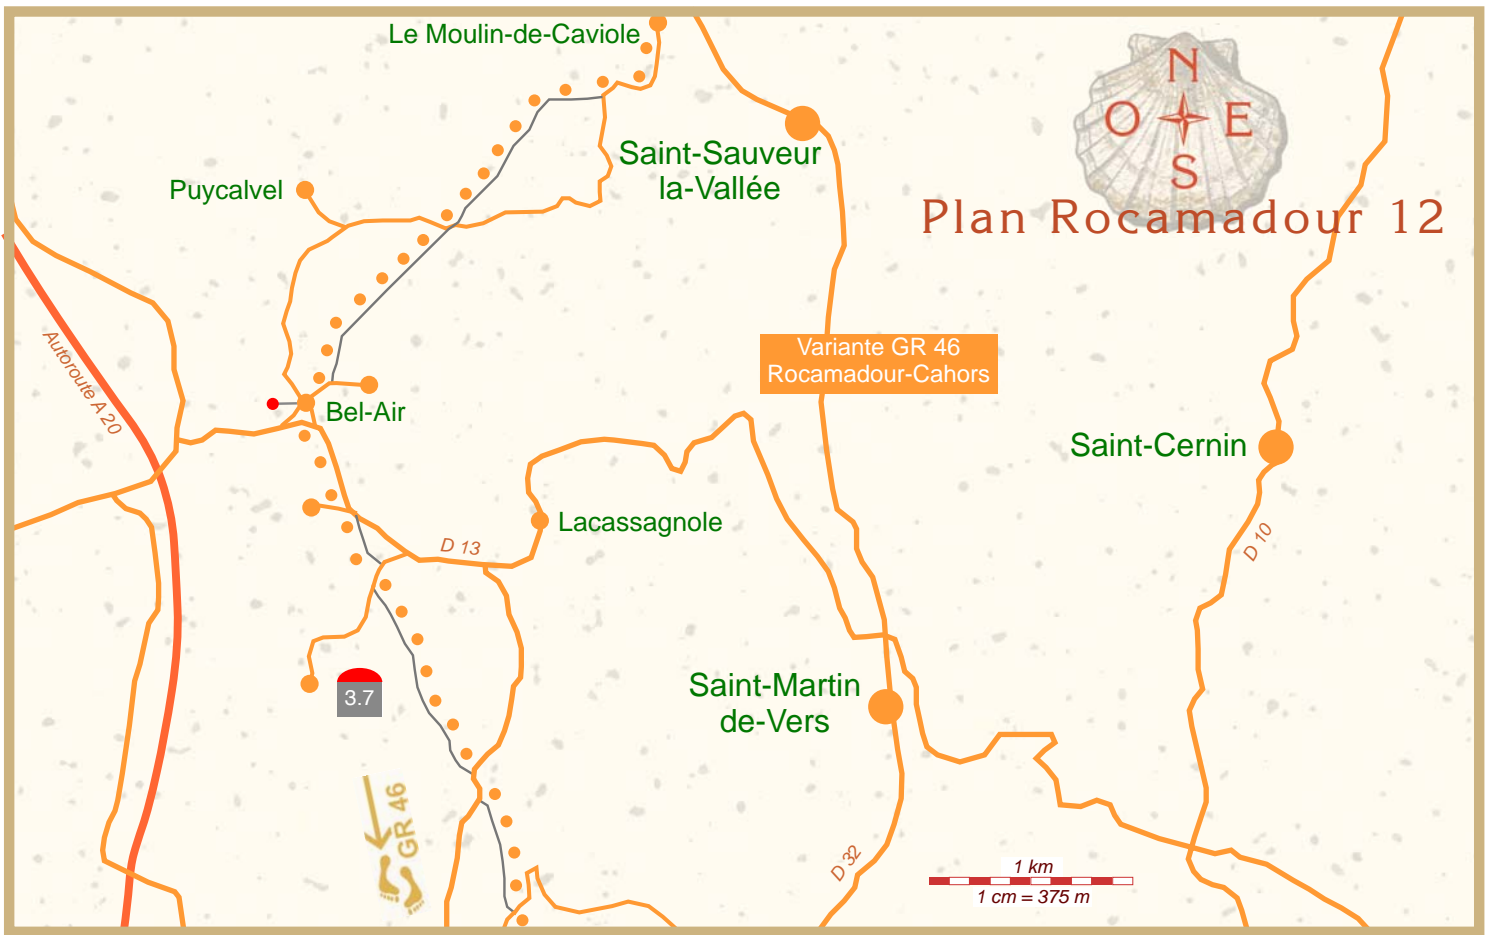 Le Moulin-de-Caviole
N
O E
S
Saint-Sauveur
la-Vallée
Puycalvel
Plan Rocamadour 12
Autoroute A 20
Variante GR 46
Rocamadour-Cahors
Bel-Air
Saint-Cernin
Lacassagnole
D 13
D 10
3.7
Saint-Martin
de-Vers
GR 46
D 32
1 km
1 cm = 375 m